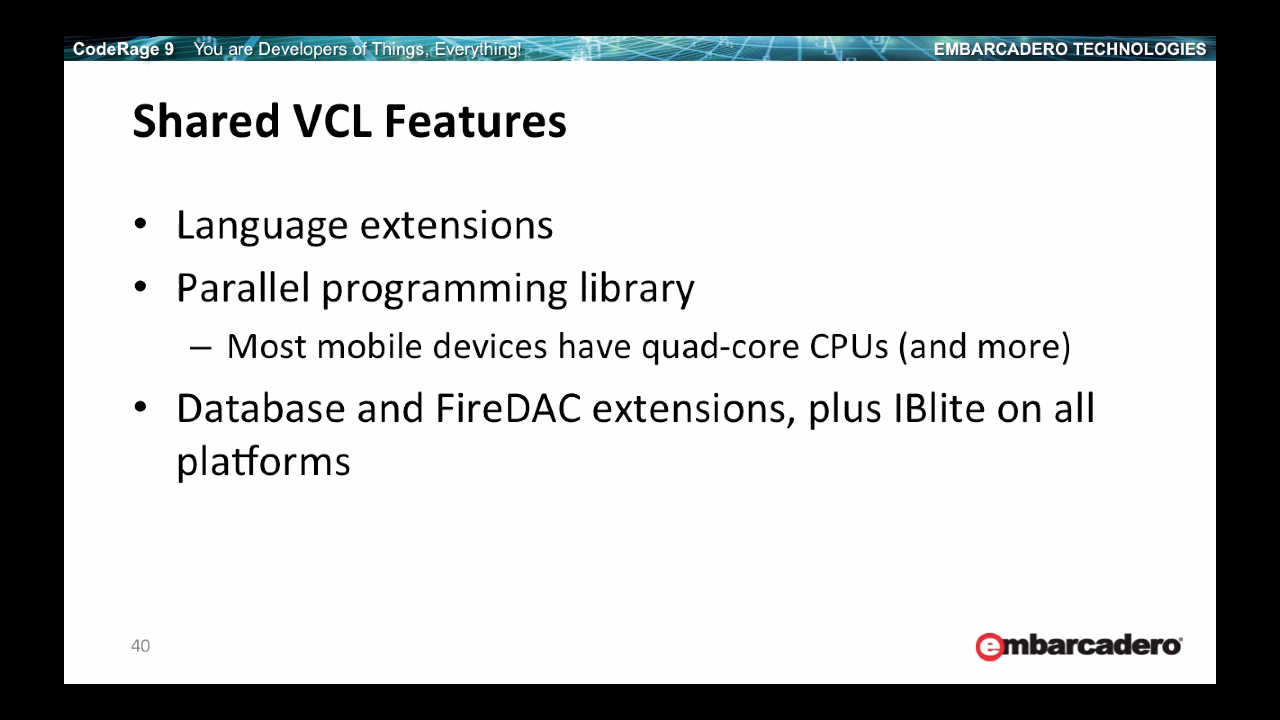 CodeRage 9 You are Developers of Things, Everything! EMBARCADERO TECHNOLOGIES
Shared VCL Features
• Language extensions
• Parallel programming library
– Most mobile devices have quad-core CPUs (and more)
• Database and FireDAC extensions, plus IBlite on all
platforms
40 embarcadero